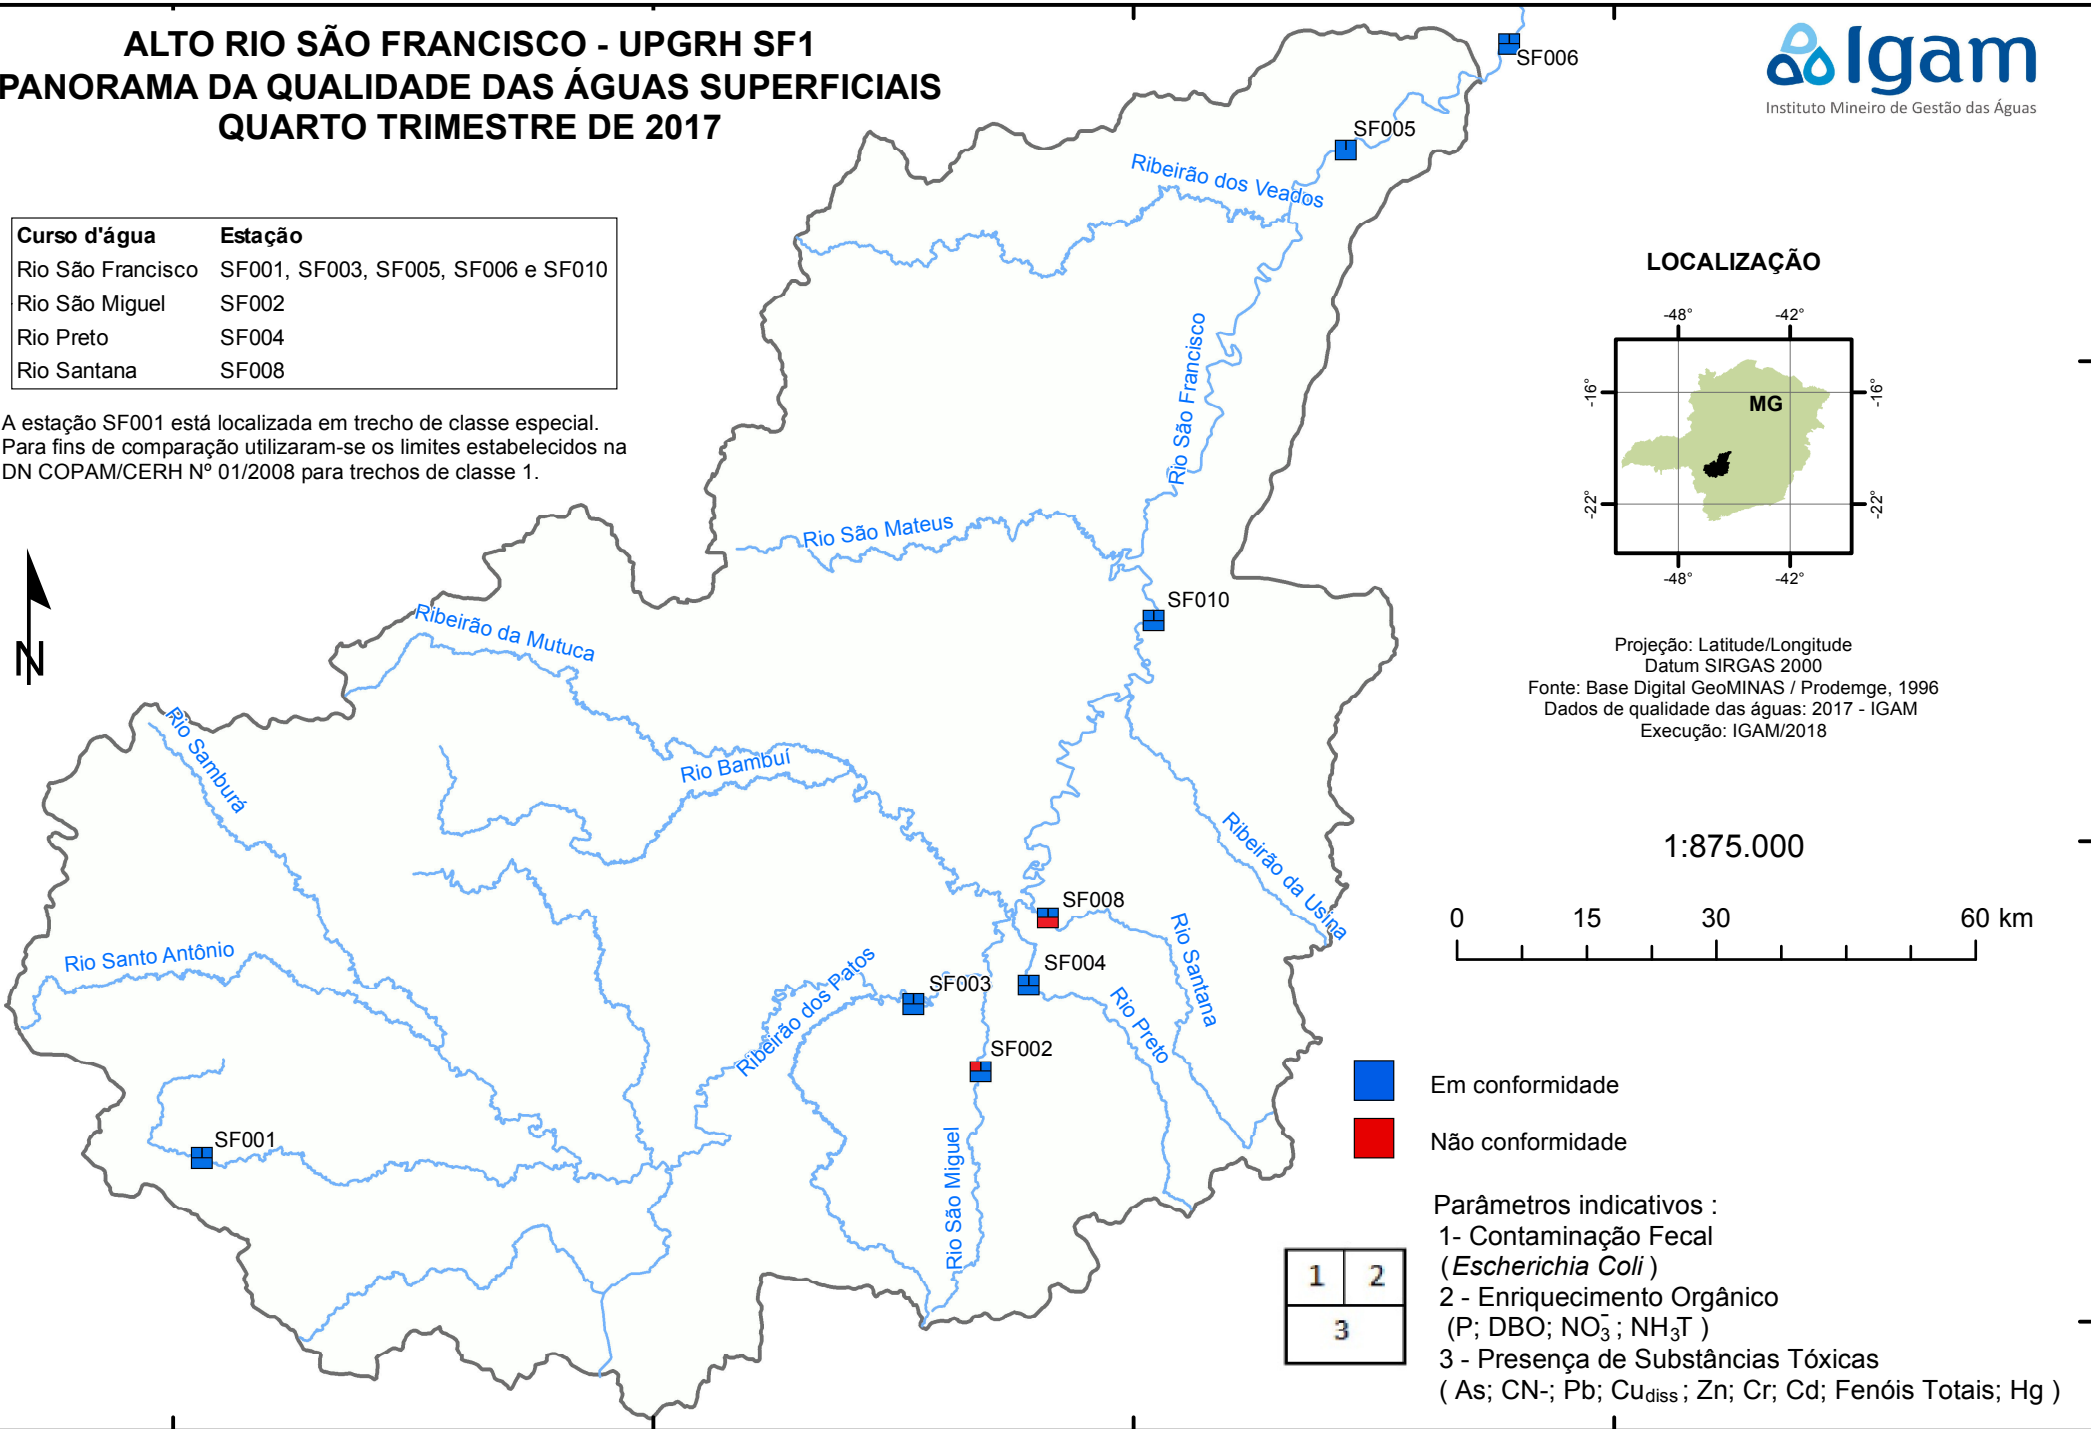 ALTO RIO SÃO FRANCISCO - UPGRH SF1
PANORAMA DA QUALIDADE DAS ÁGUAS SUPERFICIAIS
QUARTO TRIMESTRE DE 2017
Igam
Instituto Mineiro de Gestão das Águas
Curso d'água Estação
Rio São Francisco SF001, SF003, SF005, SF006 e SF010
Rio São Miguel SF002
Rio Preto SF004
Rio Santana SF008
A estação SF001 está localizada em trecho de classe especial.
Para fins de comparação utilizaram-se os limites estabelecidos na
DN COPAM/CERH Nº 01/2008 para trechos de classe 1.
N
SF006
SF005
Ribeirão dos Veados
Rio São Francisco
Rio São Mateus
SF010
Ribeirão da Mutuca
Rio Samburá
Rio Bambuí
Ribeirão da Usina
SF008
Rio Santana
Rio Santo Antônio
SF004
Ribeirão dos Patos
SF003
Rio Preto
SF002
SF001
Rio São Miguel
LOCALIZAÇÃO
-48° -42°
-16° -16°
MG
-22° -22°
-48° -42°
Projeção: Latitude/Longitude
Datum SIRGAS 2000
Fonte: Base Digital GeoMINAS / Prodemge, 1996
Dados de qualidade das águas: 2017 - IGAM
Execução: IGAM/2018
1:875.000
0 15 30 60 km
Em conformidade
Não conformidade
Parâmetros indicativos :
1- Contaminação Fecal
(Escherichia Coli )
2 - Enriquecimento Orgânico
(P; DBO; NO₃⁻; NH₃T )
3 - Presença de Substâncias Tóxicas
( As; CN-; Pb; Cudiss ; Zn; Cr; Cd; Fenóis Totais; Hg )
1 2
3